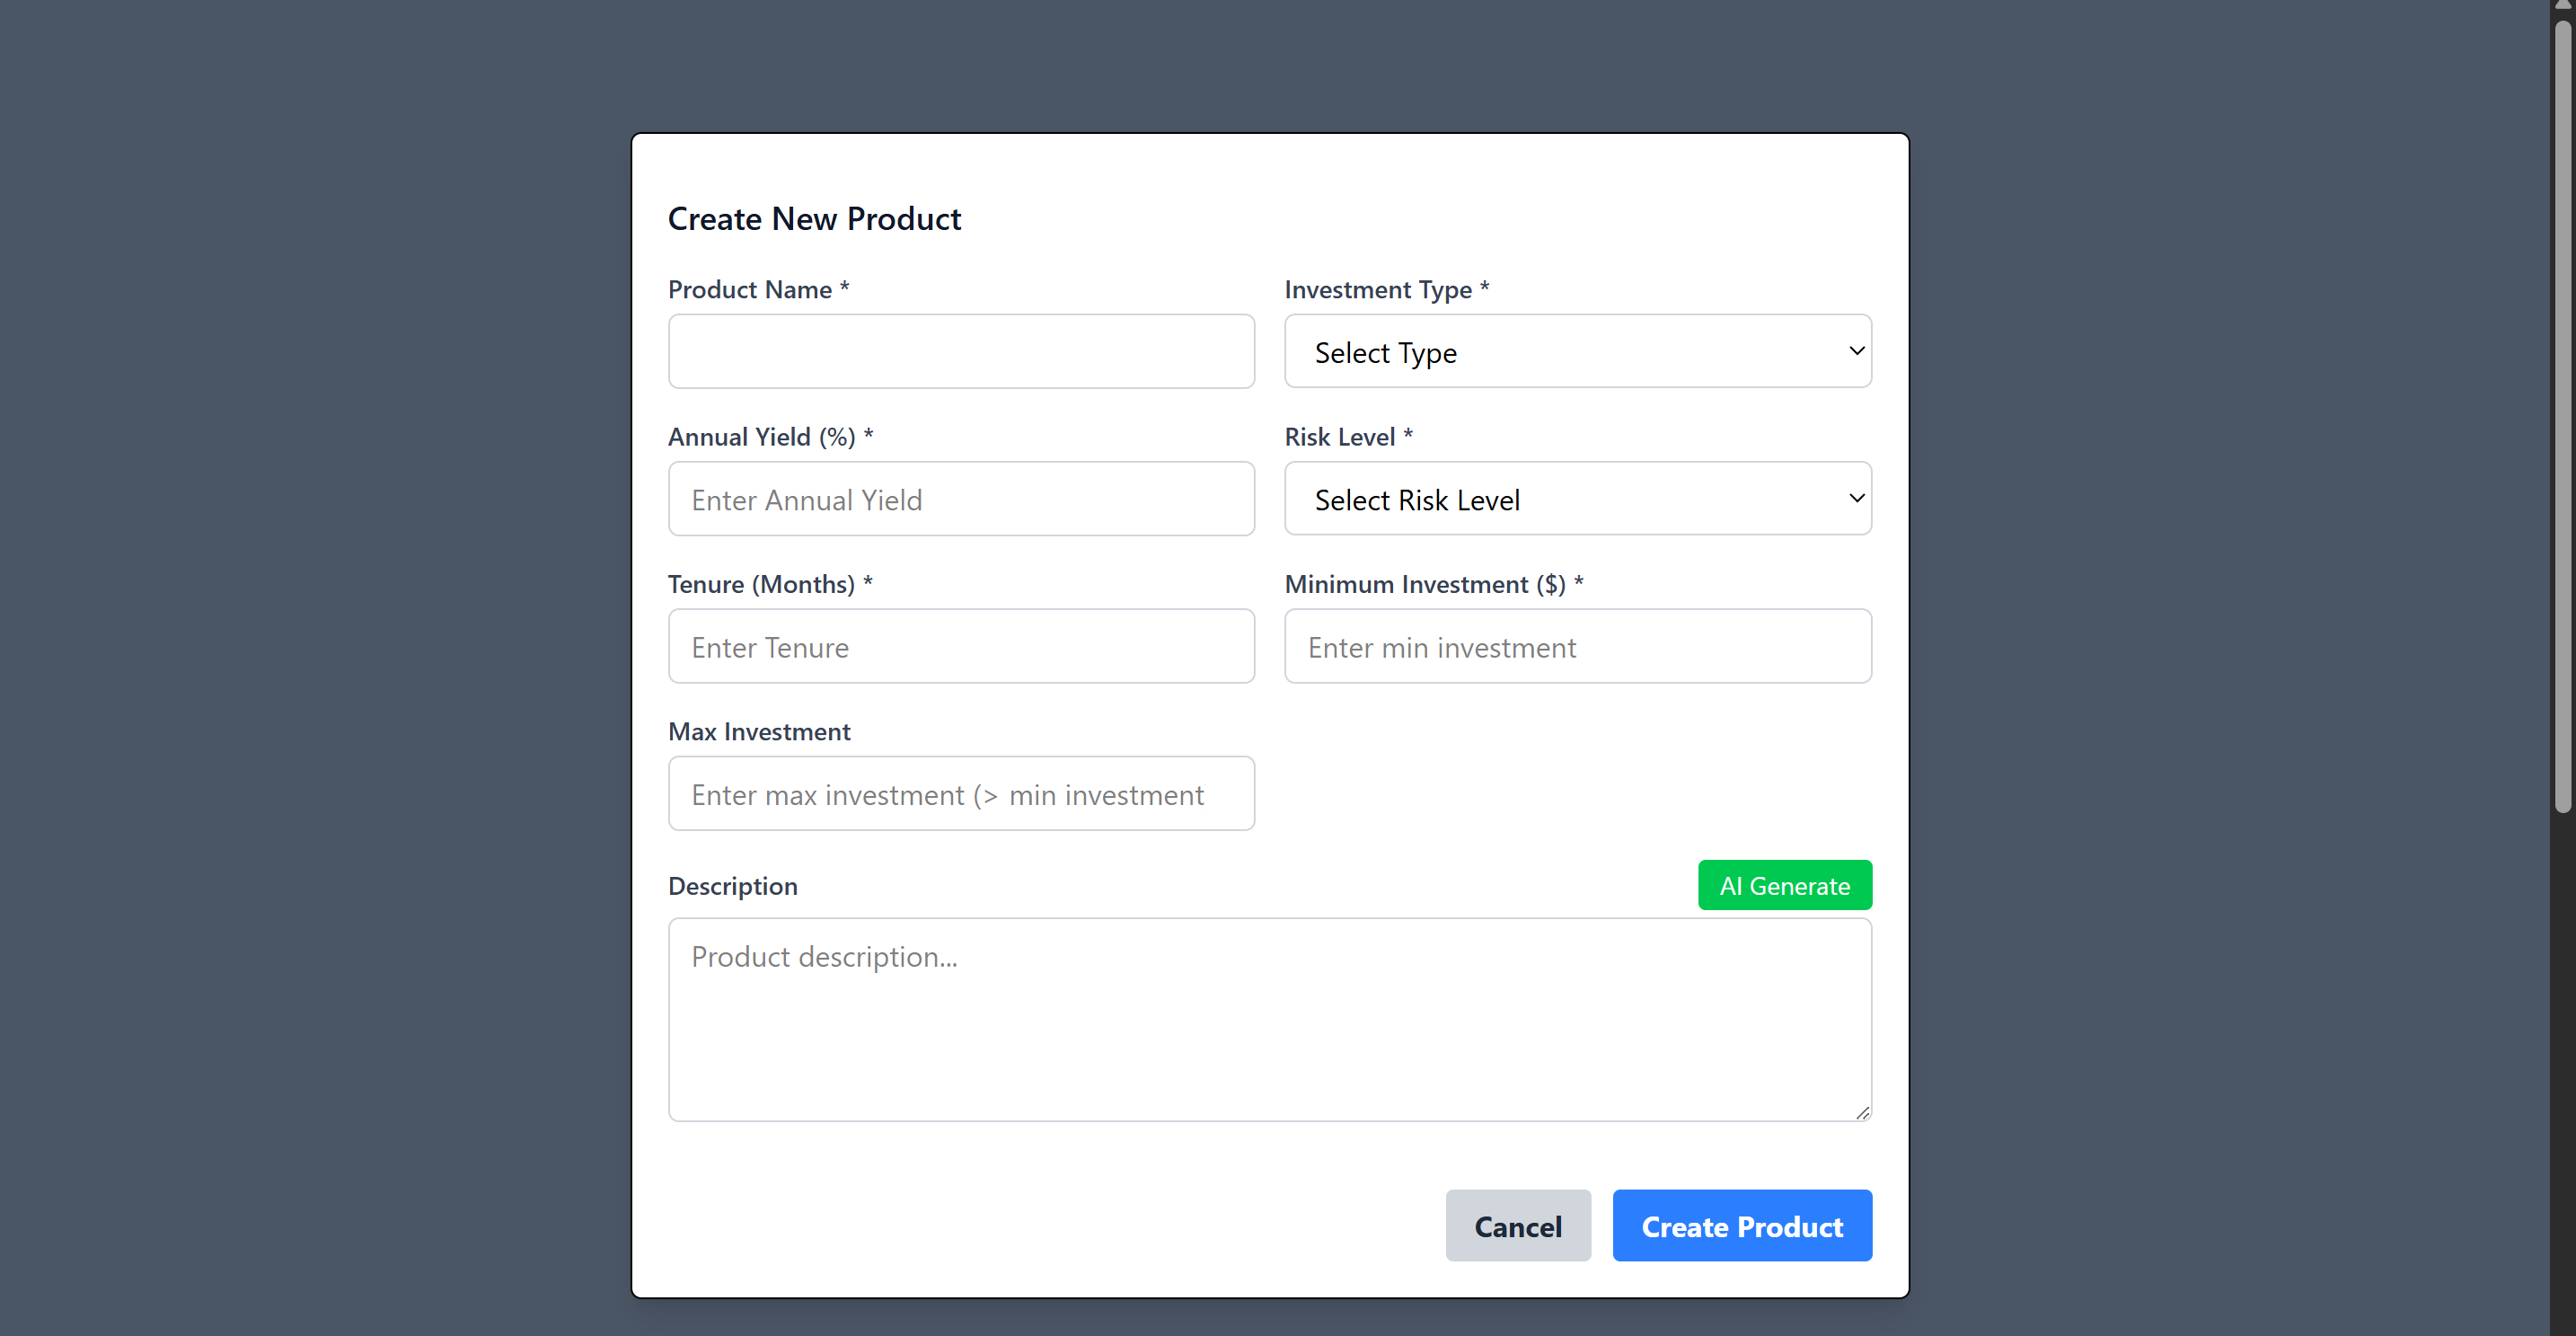 Create New Product
Product Name *
Investment Type *
Select Type
Annual Yield (%) *
Risk Level *
Enter Annual Yield
Select Risk Level
Tenure (Months) *
Minimum Investment ($) *
Enter Tenure
Enter min investment
Max Investment
Enter max investment (> min investment
Description
AI Generate
Product description...
Cancel
Create Product